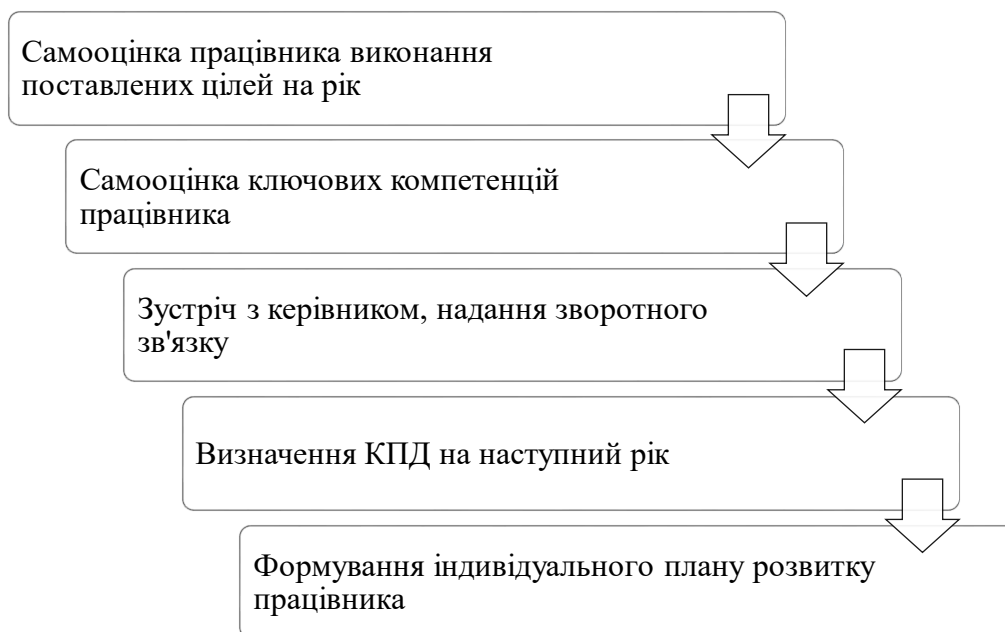 Самооцінка працівника виконання
поставлених цілей на рік
Самооцінка ключових компетенцій
працівника
Зустріч з керівником, надання зворотного
зв'язку
Визначення КПД на наступний рік
Формування індивідуального плану розвитку
працівника